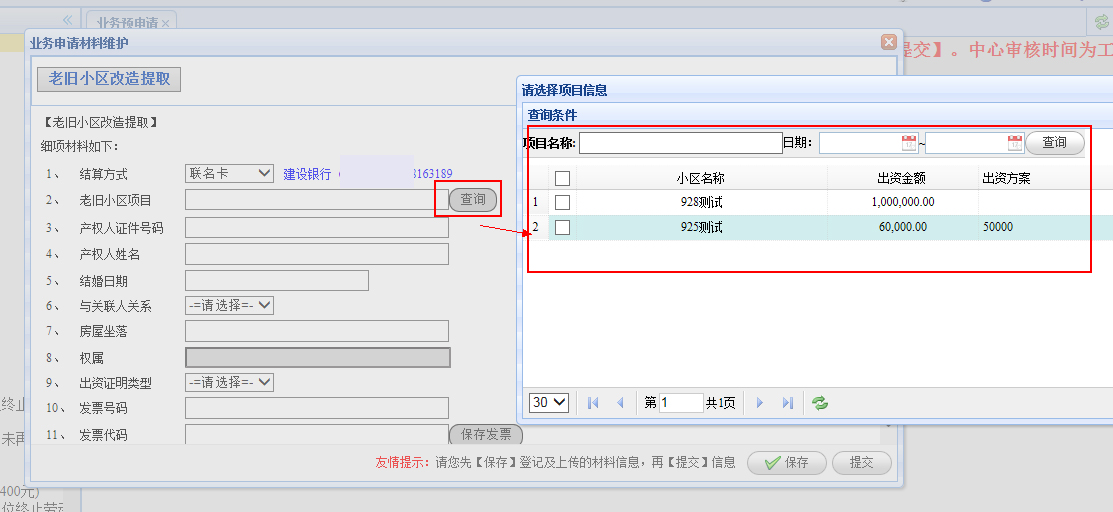 业务预申请
业务申请材料维护
提交】。中心审核时间为工
老旧小区改造提取
【老旧小区改造提取】
细项材料如下：
1、 结算方式 联名卡 建设银行 163189
2、 老旧小区项目 查询
3、 产权人证件号码
4、 产权人姓名
5、 结婚日期
6、 与关联人关系 -=请选择=-
7、 房屋坐落
8、 权属
9、 出资证明类型 -=请选择=-
10、 发票号码
11、 发票代码 保存发票
友情提示：请您先【保存】登记及上传的材料信息，再【提交】信息 保存 提交
请选择项目信息
查询条件
项目名称: 日期: ~ 查询
小区名称 出资金额 出资方案
1 928测试 1,000,000.00
2 925测试 60,000.00 50000
30 第 1 共1页
终止
未再
400元)
位终止劳动